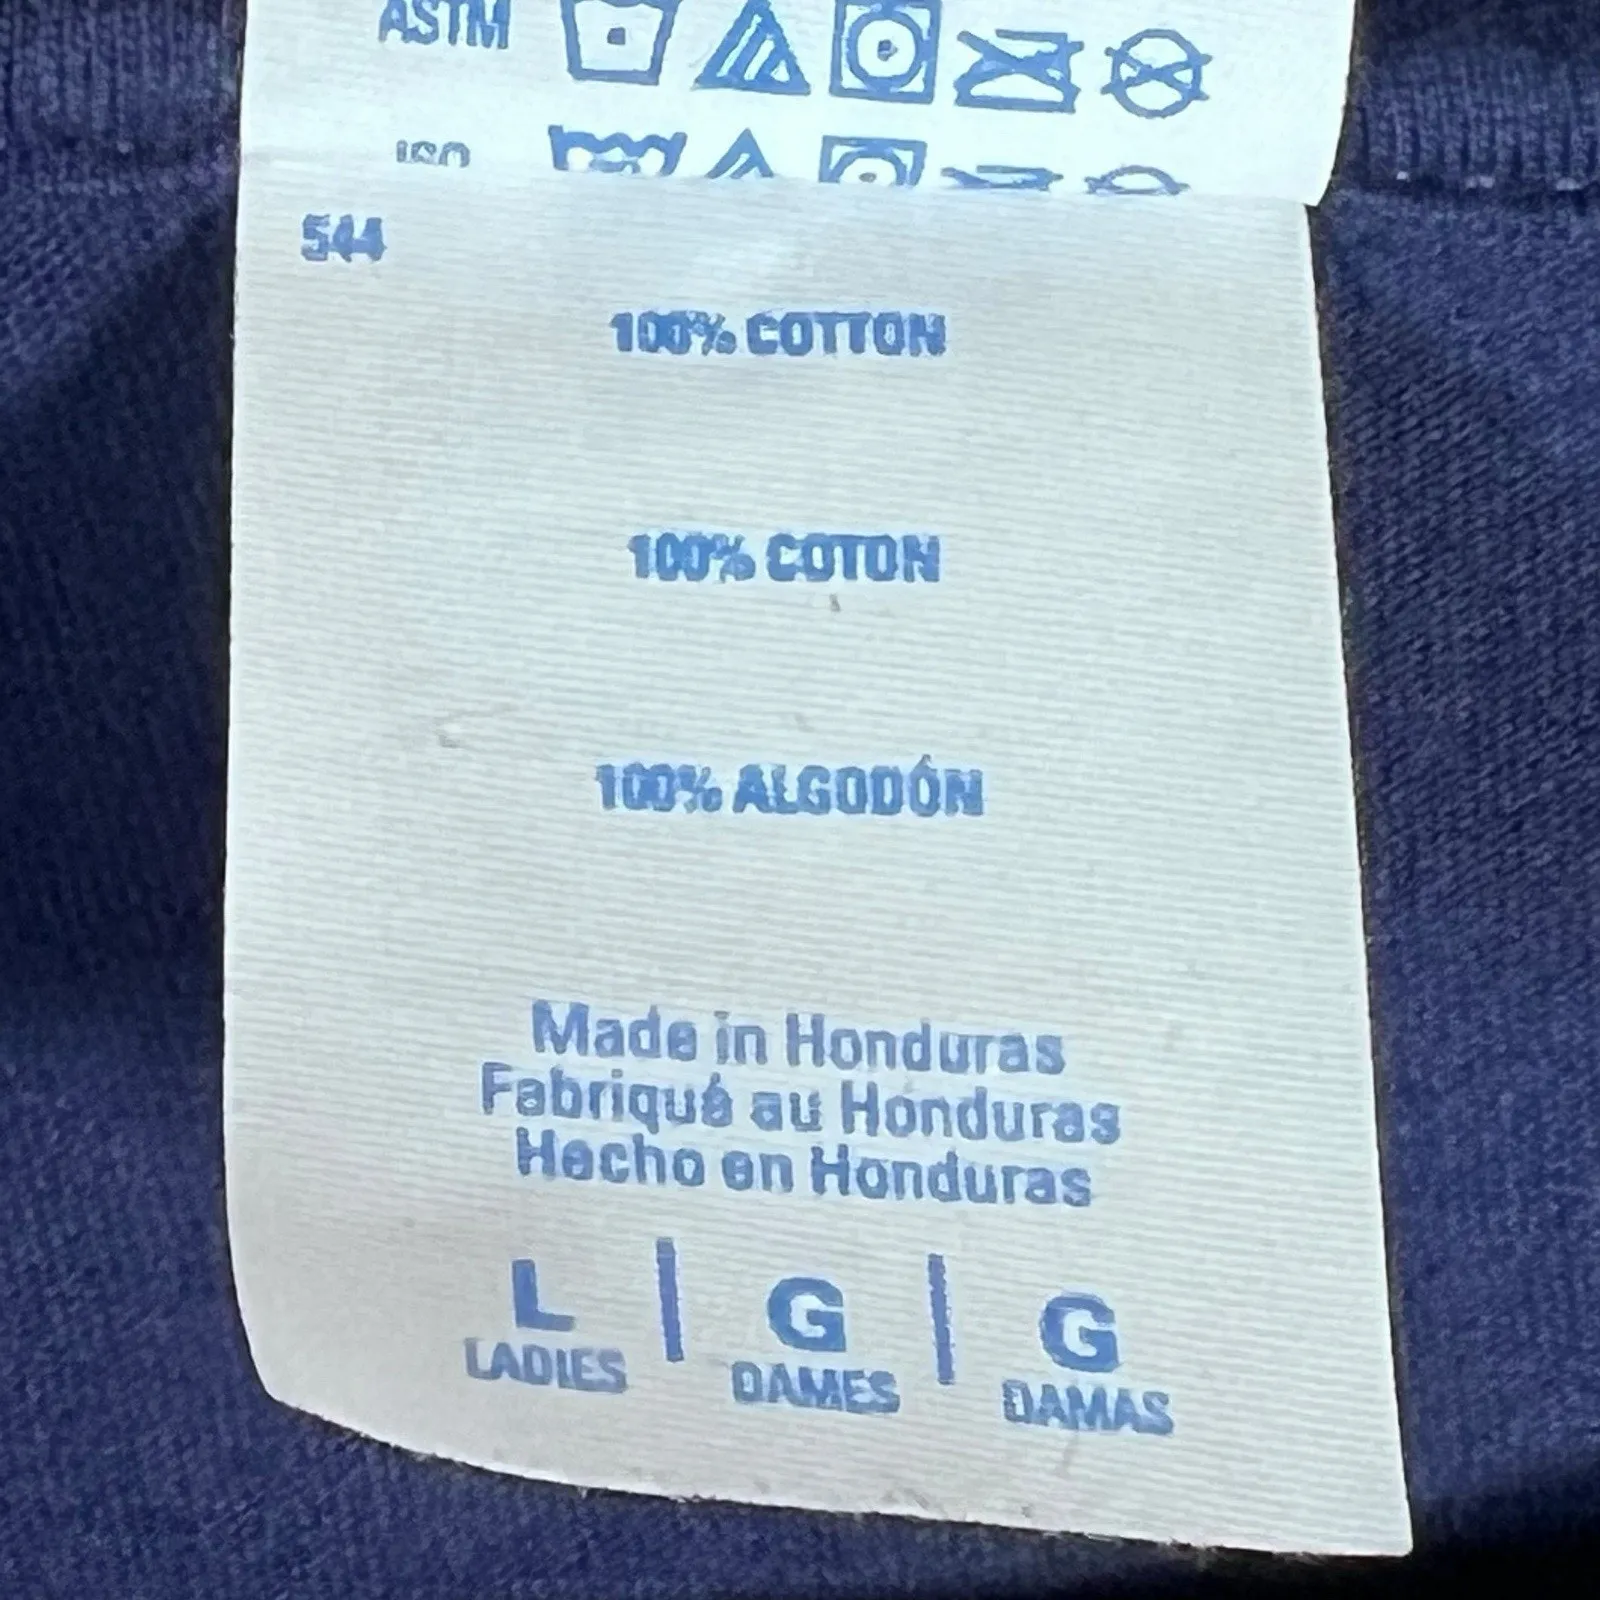 ASTM
ISO
544
100% COTTON
100% COTON
100% ALGODÓN
Made in Honduras
Fabriqué au Honduras
Hecho en Honduras
L | G | G
LADIES DAMES DAMAS